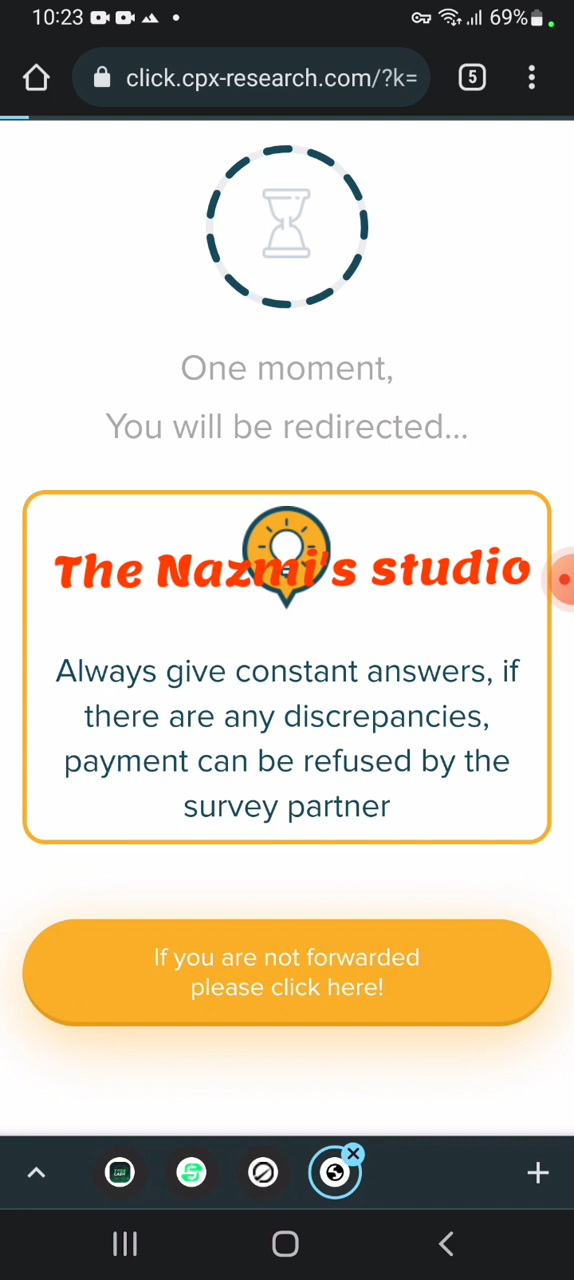 10:23
69%
click.cpx-research.com/?k=
5
One moment,
You will be redirected...
The Nazmi's studio
Always give constant answers, if
there are any discrepancies,
payment can be refused by the
survey partner
If you are not forwarded
please click here!